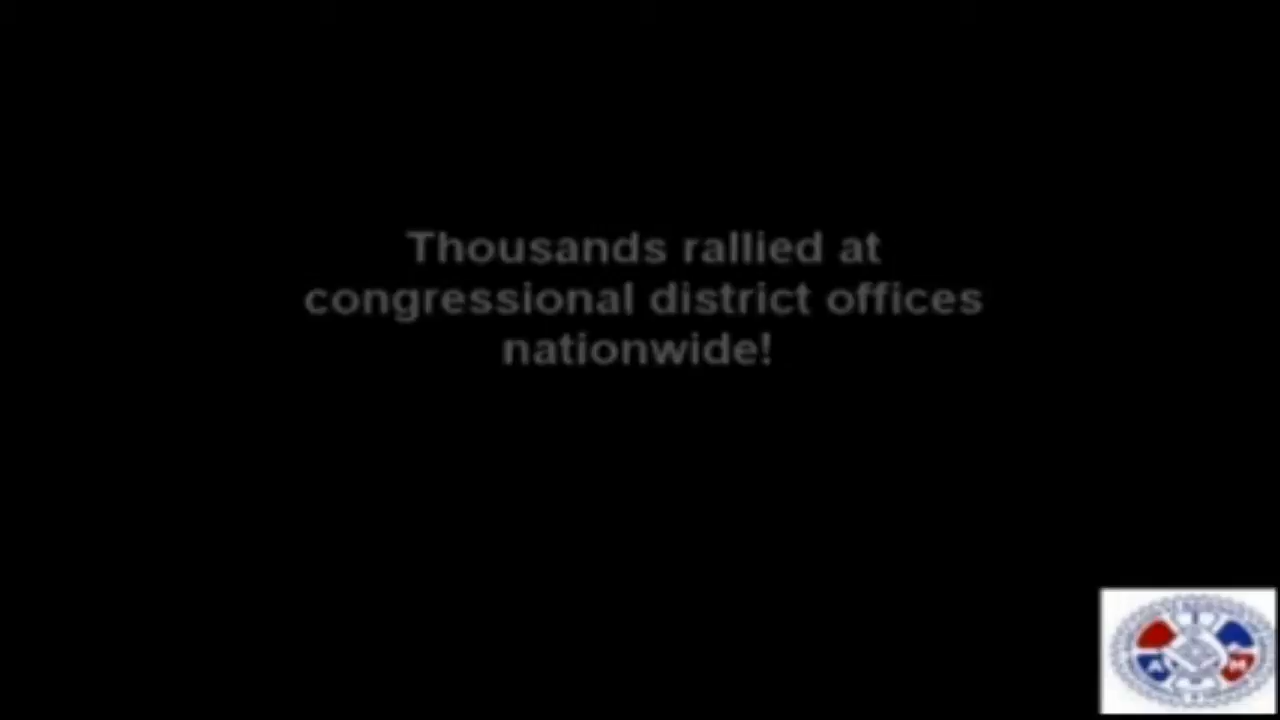 Thousands rallied at
congressional district offices
nationwide!
A M